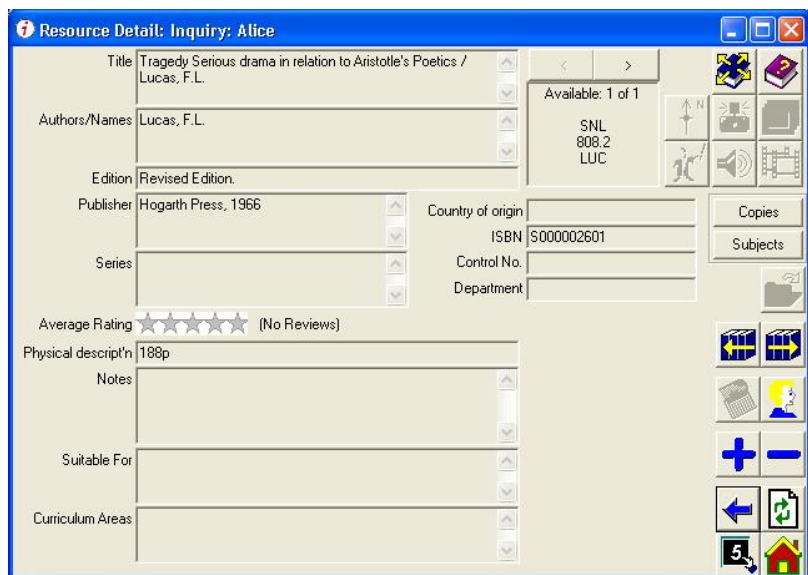 Resource Detail: Inquiry: Alice
Title
Tragedy Serious drama in relation to Aristotle's Poetics /
Lucas, F.L.
< >
Available: 1 of 1
SNL
808.2
LUC
N
Authors/Names
Lucas, F.L.
Edition
Revised Edition.
Publisher
Hogarth Press, 1966
Country of origin
ISBN
S000002601
Control No.
Department
Series
Copies
Subjects
Average Rating
(No Reviews)
Physical descript'n
188p
Notes
Suitable For
Curriculum Areas
5